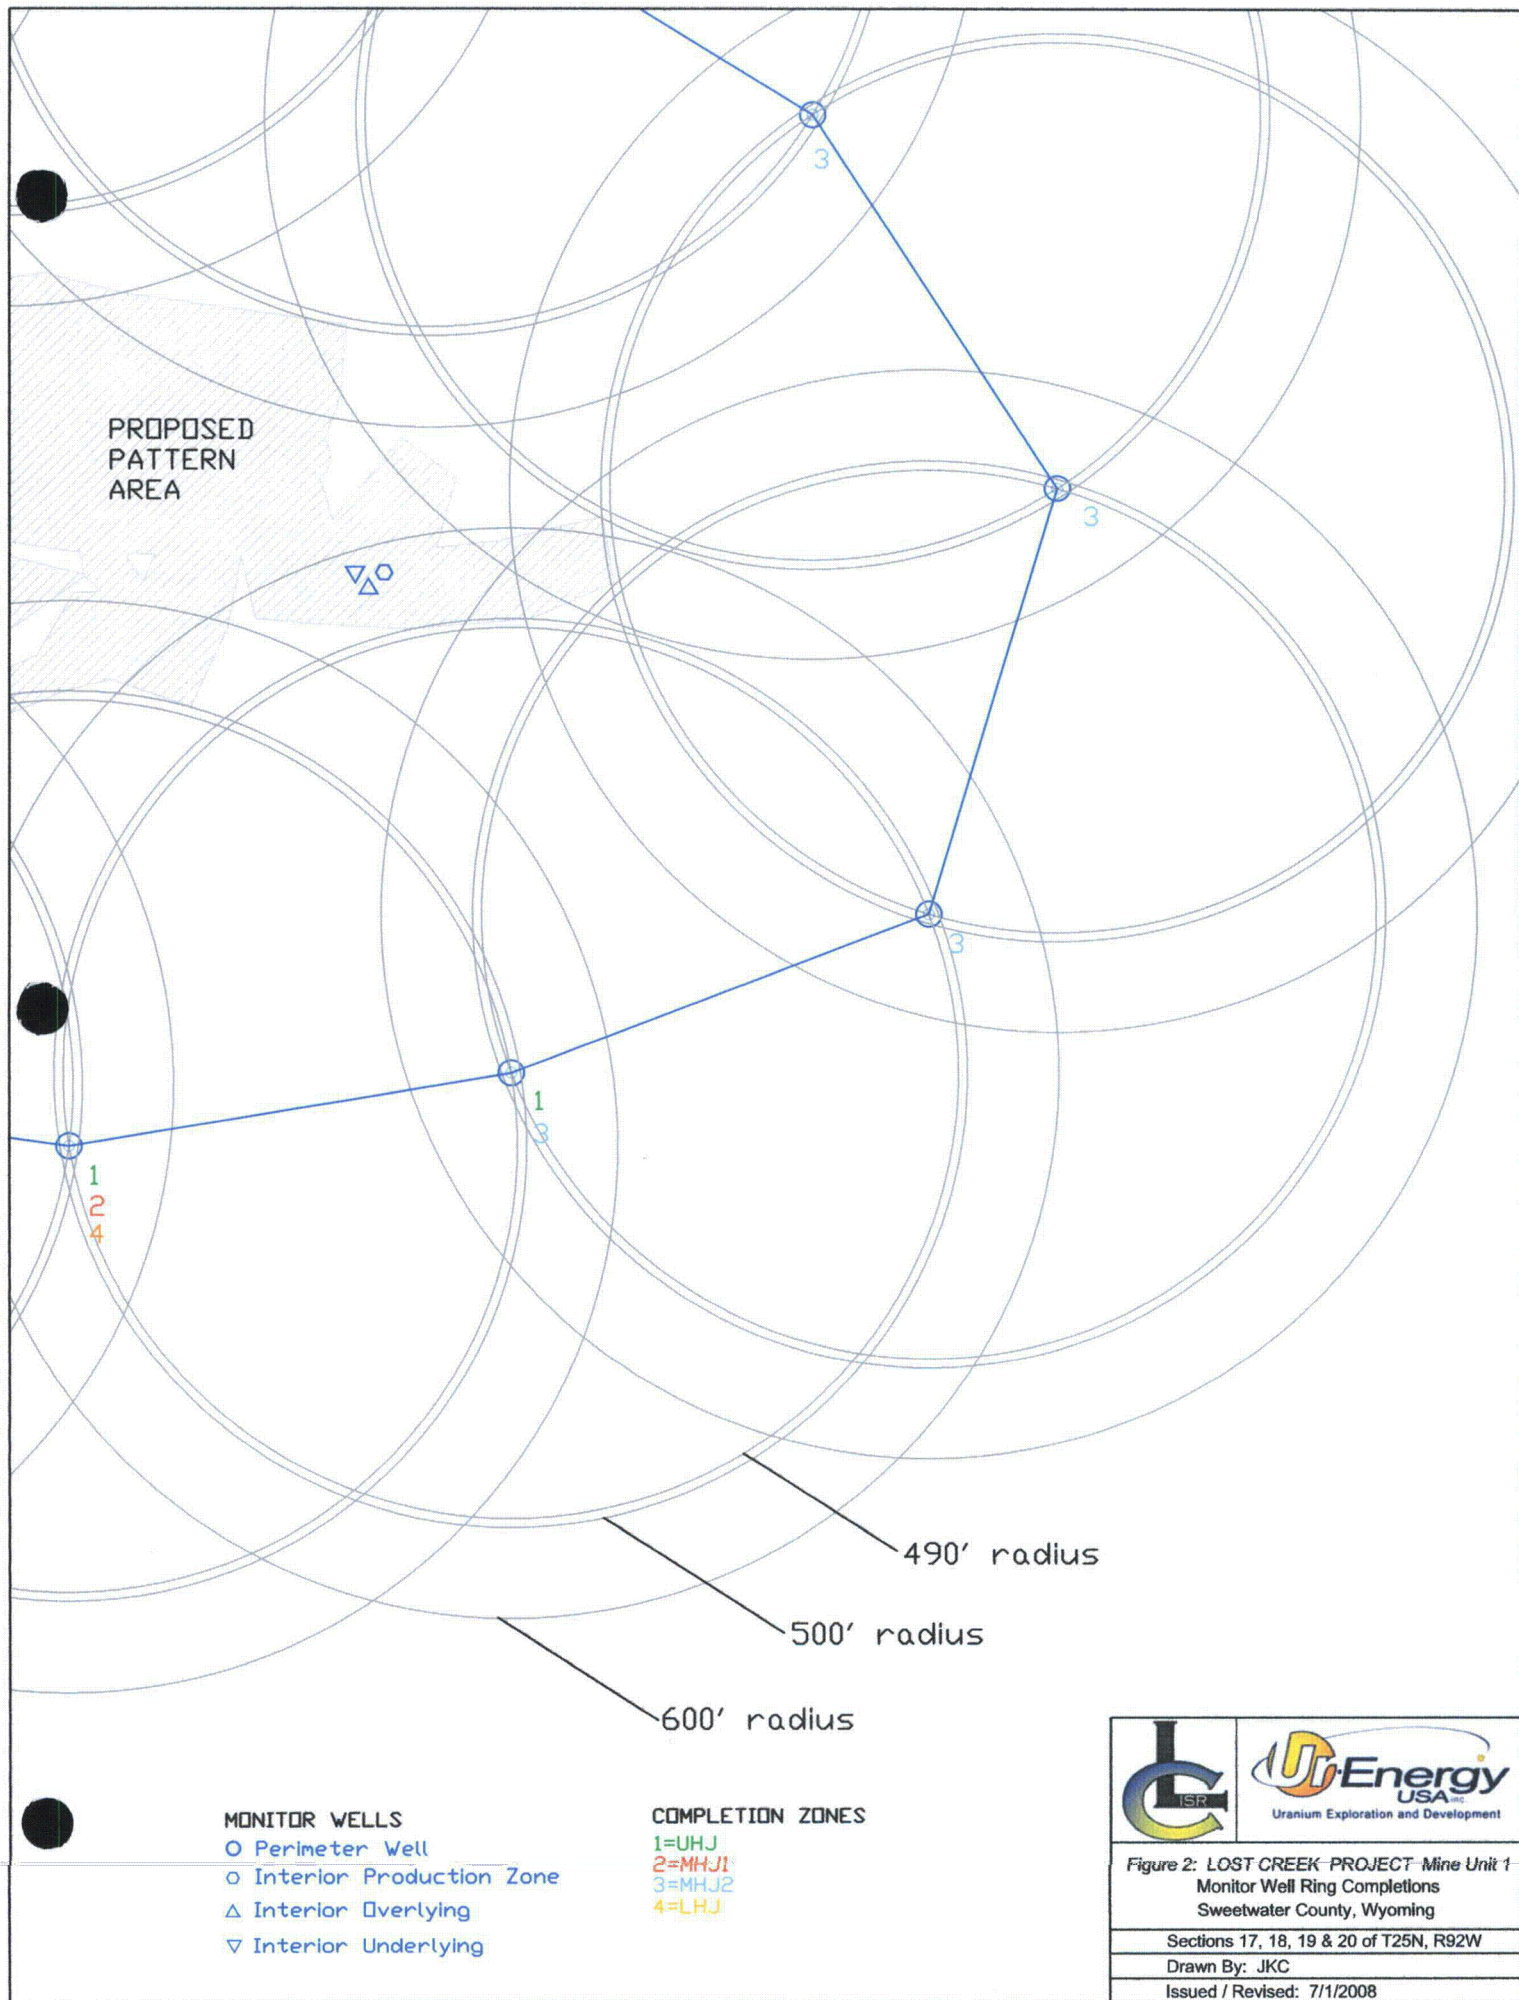 3
PROPOSED
PATTERN
AREA
3
3
1
3
1
2
4
490' radius
500' radius
600' radius
MONITOR WELLS
Perimeter Well
Interior Production Zone
Interior Overlying
Interior Underlying
COMPLETION ZONES
1=UHJ
2=MHJ1
3=MHJ2
4=LHJ
LC ISR
Ur-Energy
USA inc.
Uranium Exploration and Development
Figure 2: LOST CREEK PROJECT Mine Unit 1
Monitor Well Ring Completions
Sweetwater County, Wyoming
Sections 17, 18, 19 & 20 of T25N, R92W
Drawn By: JKC
Issued / Revised: 7/1/2008